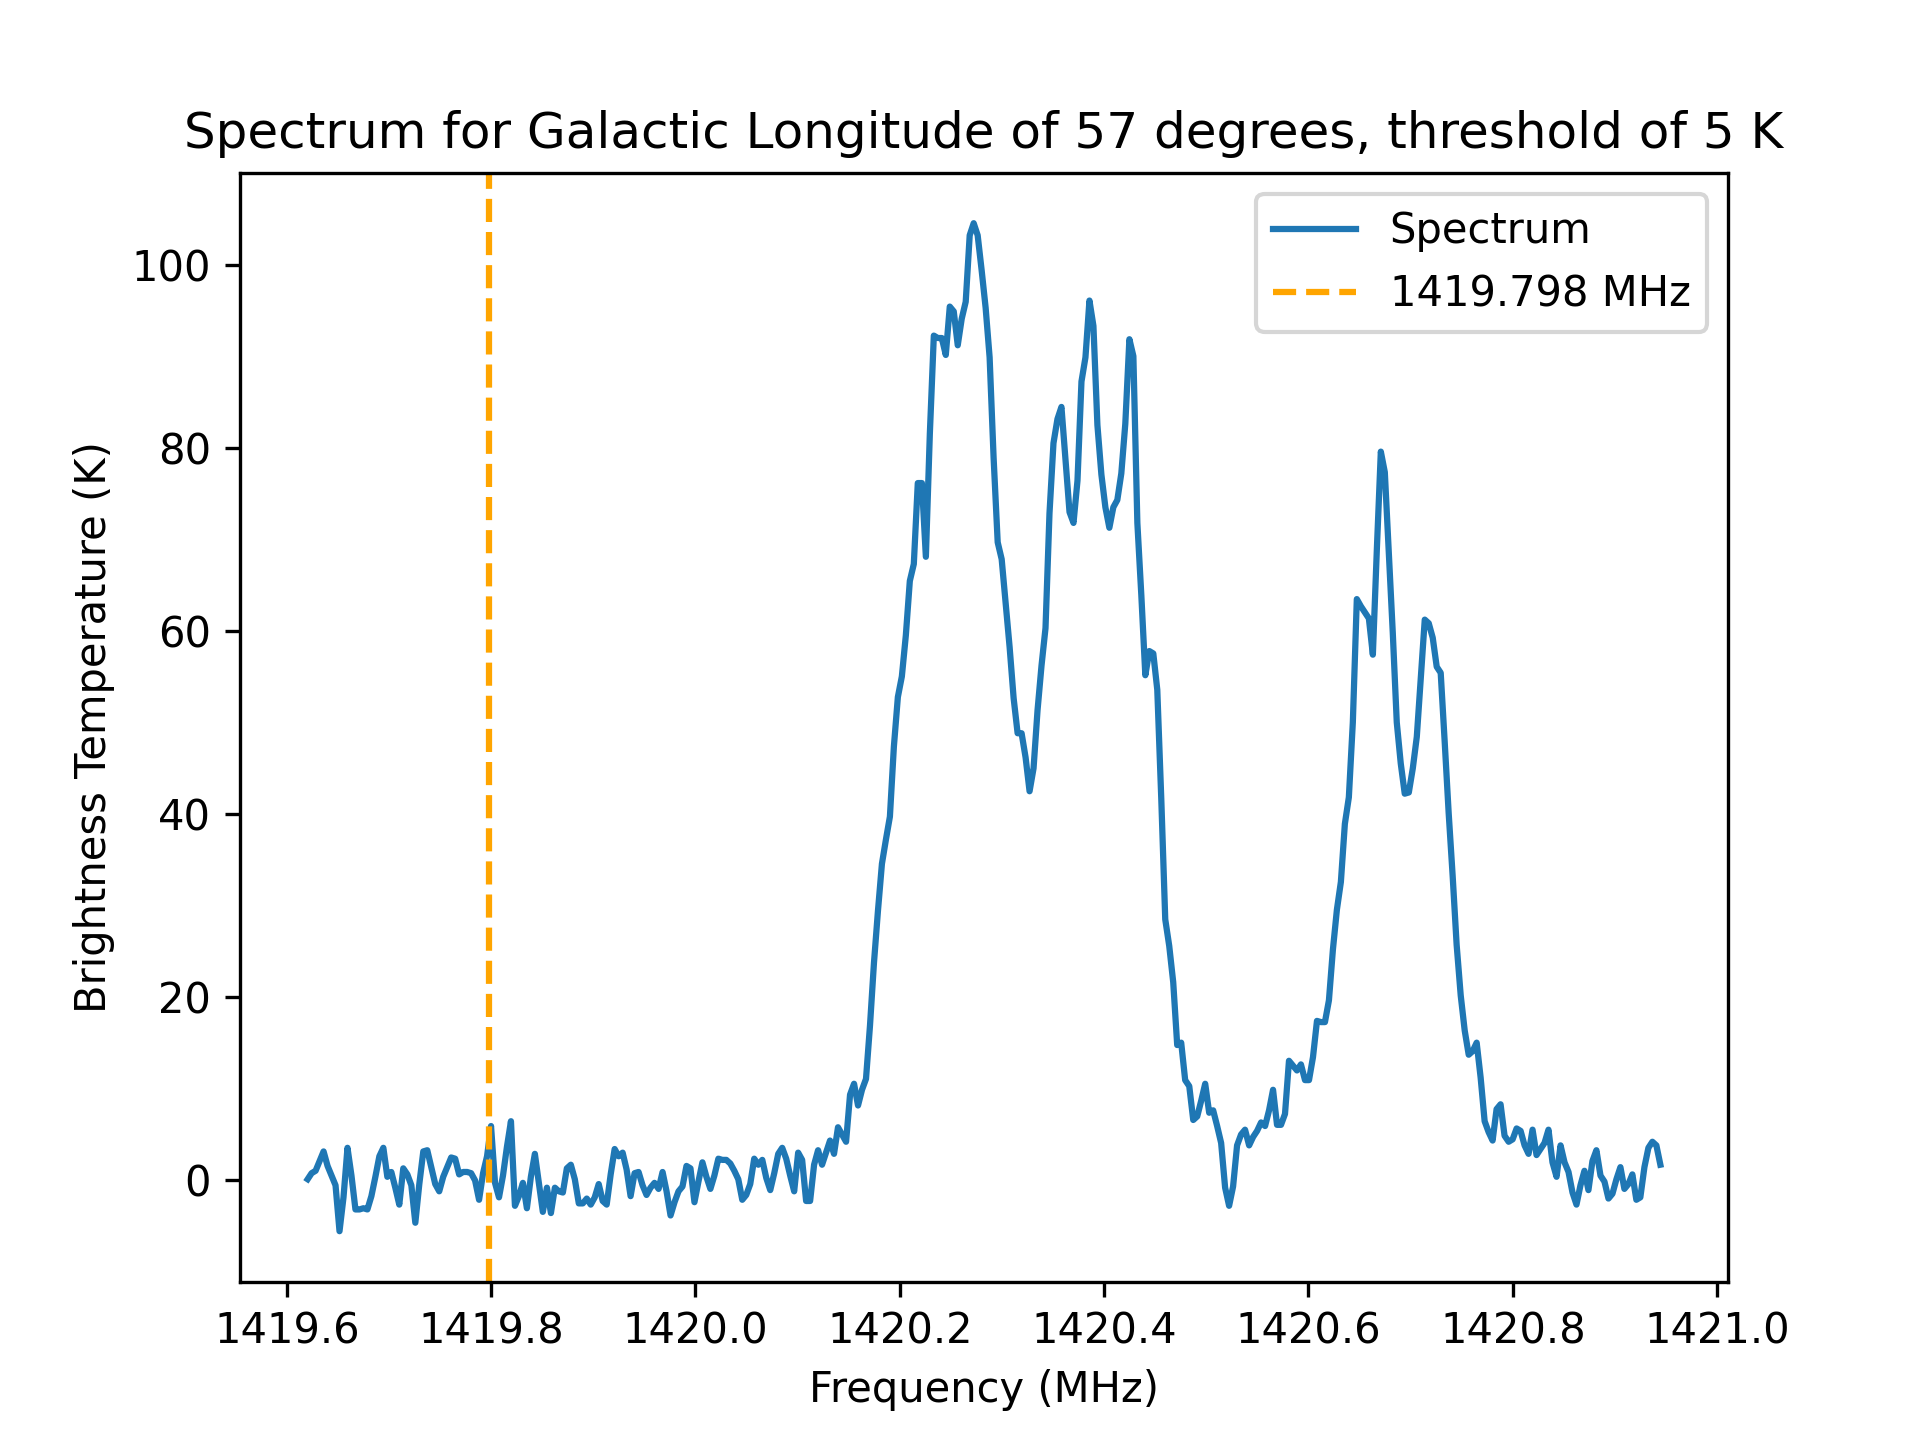 Spectrum for Galactic Longitude of 57 degrees, threshold of 5 K
Spectrum
1419.798 MHz
Brightness Temperature (K)
100
80
60
40
20
0
1419.6 1419.8 1420.0 1420.2 1420.4 1420.6 1420.8 1421.0
Frequency (MHz)